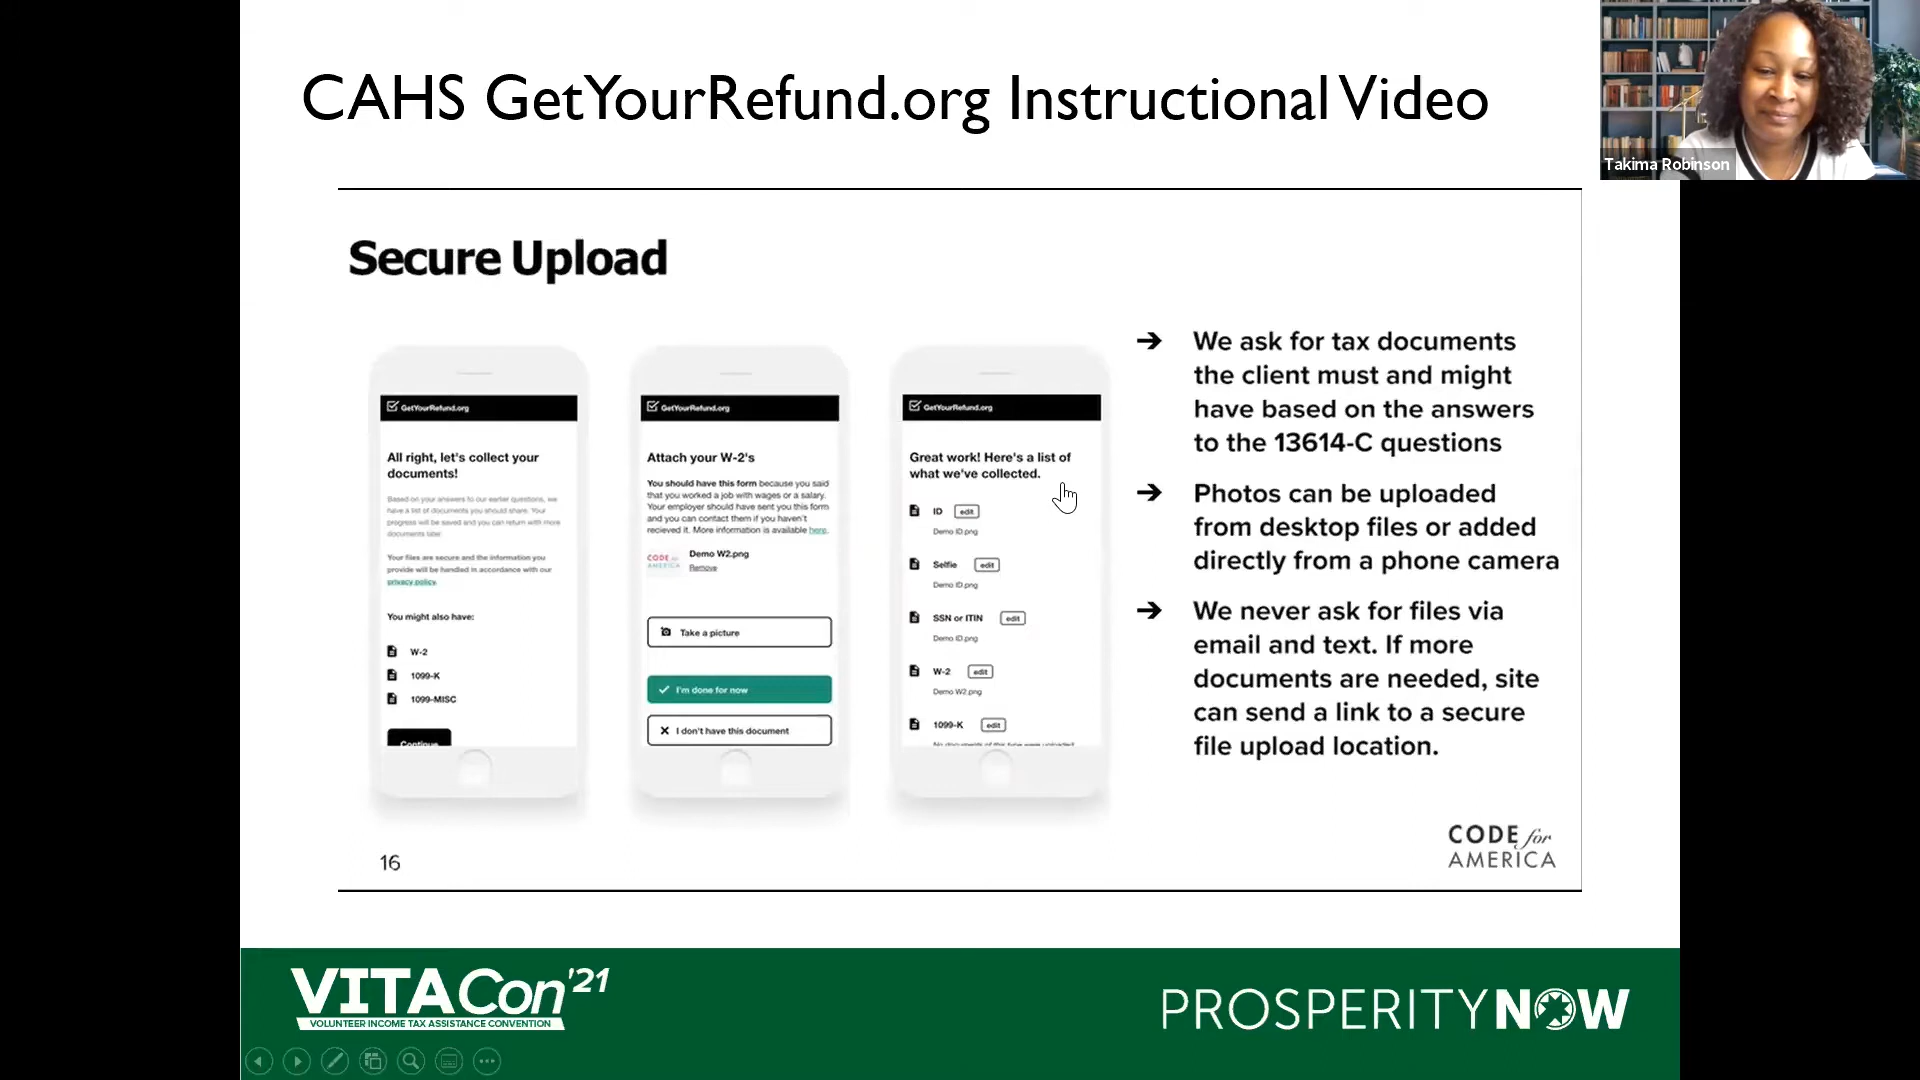 CAHS GetYourRefund.org Instructional Video
Takima Robinson
Secure Upload
GetYourRefund.org
All right, let's collect your
documents!
Based on your answers to our earlier questions, we
have a list of documents you should share. Your
progress will be saved and you can return with more
documents later.
Your files are secure and the information you
provide will be handled in accordance with our
privacy policy.
You might also have:
W-2
1099-K
1099-MISC
Continue
GetYourRefund.org
Attach your W-2's
You should have this form because you said
that you worked a job with wages or a salary.
Your employer should have sent you this form
and you can contact them if you haven't
recieved it. More information is available here.
CODE for
AMERICA
Demo W2.png
Remove
Take a picture
I'm done for now
I don't have this document
GetYourRefund.org
Great work! Here's a list of
what we've collected.
ID edit
Demo ID.png
Selfie edit
Demo ID.png
SSN or ITIN edit
Demo ID.png
W-2 edit
Demo W2.png
1099-K edit
No documents of this type were uploaded.
➔ We ask for tax documents
the client must and might
have based on the answers
to the 13614-C questions
➔ Photos can be uploaded
from desktop files or added
directly from a phone camera
➔ We never ask for files via
email and text. If more
documents are needed, site
can send a link to a secure
file upload location.
16
CODE for
AMERICA
VITACon'21
VOLUNTEER INCOME TAX ASSISTANCE CONVENTION
PROSPERITY NOW